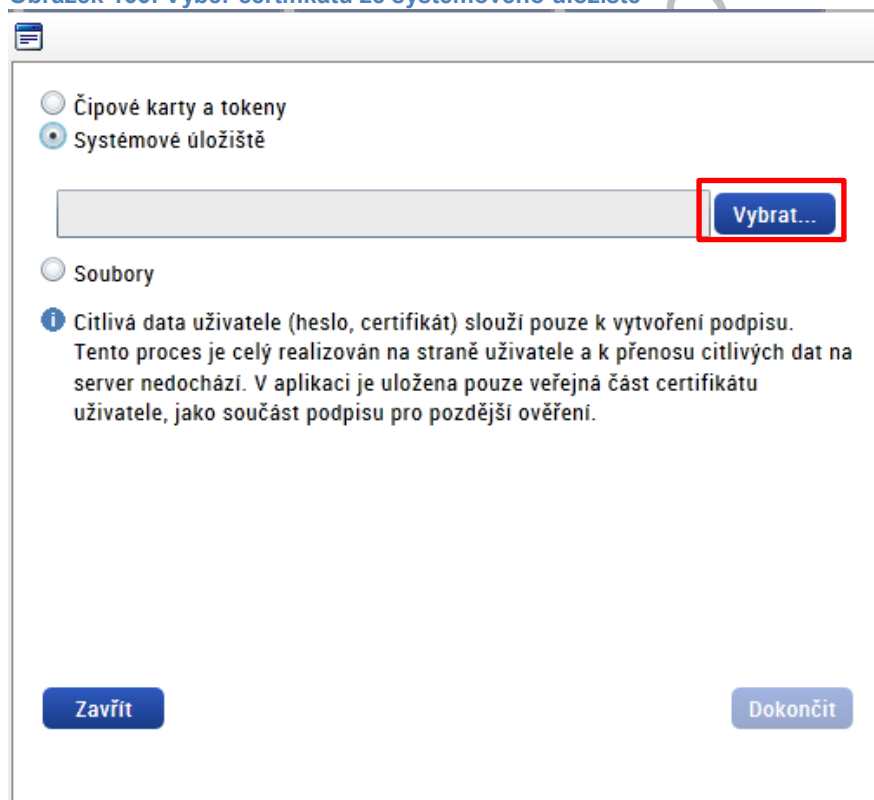 Čipové karty a tokeny
Systémové úložiště
Vybrat...
Soubory
Citlivá data uživatele (heslo, certifikát) slouží pouze k vytvoření podpisu.
Tento proces je celý realizován na straně uživatele a k přenosu citlivých dat na
server nedochází. V aplikaci je uložena pouze veřejná část certifikátu
uživatele, jako součást podpisu pro pozdější ověření.
Zavřít
Dokončit